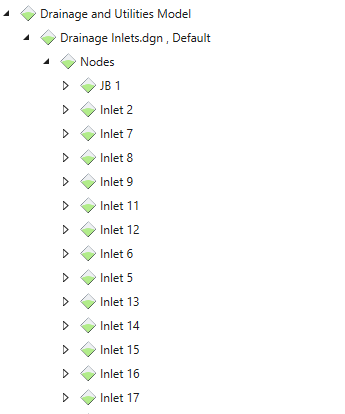 Drainage and Utilities Model
Drainage Inlets.dgn , Default
Nodes
JB 1
Inlet 2
Inlet 7
Inlet 8
Inlet 9
Inlet 11
Inlet 12
Inlet 6
Inlet 5
Inlet 13
Inlet 14
Inlet 15
Inlet 16
Inlet 17